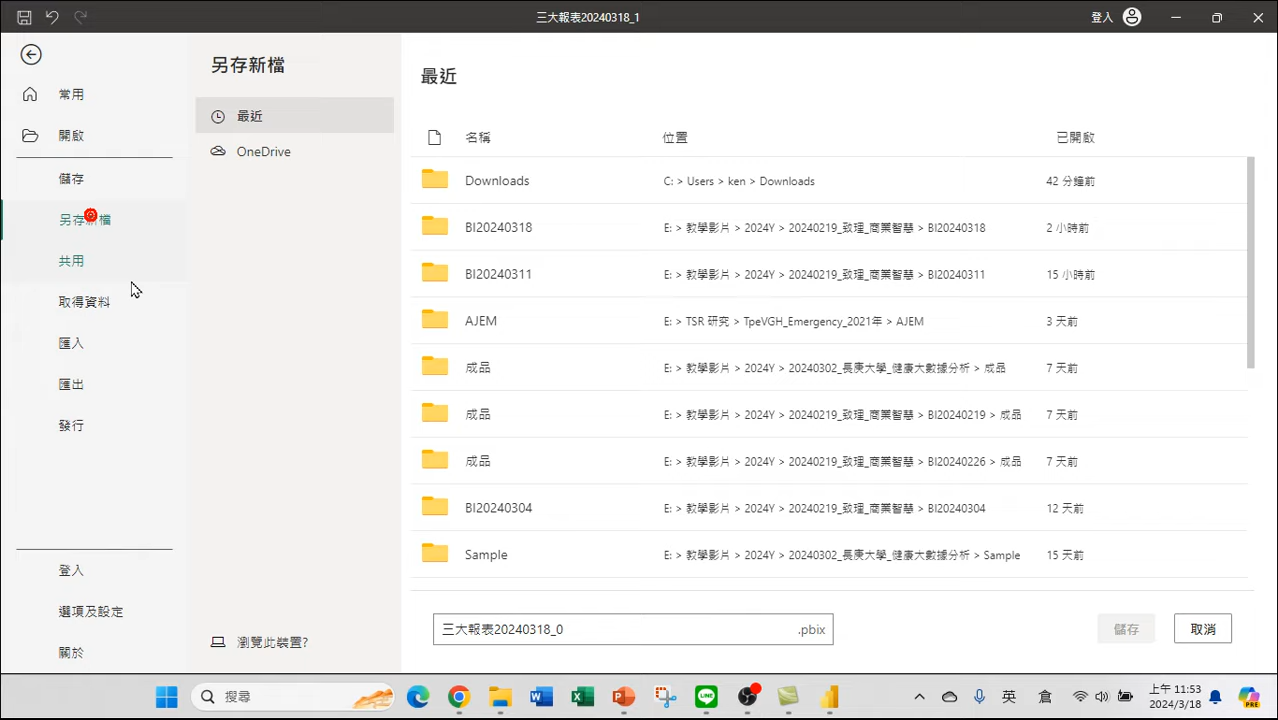 三大報表20240318_1
登入
常用
開啟
儲存
另存新檔
共用
取得資料
匯入
匯出
發行
登入
選項及設定
關於
另存新檔
最近
OneDrive
瀏覽此裝置?
最近
名稱 位置 已開啟
Downloads C: > Users > ken > Downloads 42 分鐘前
BI20240318 E: > 教學影片 > 2024Y > 20240219_致理_商業智慧 > BI20240318 2 小時前
BI20240311 E: > 教學影片 > 2024Y > 20240219_致理_商業智慧 > BI20240311 15 小時前
AJEM E: > TSR 研究 > TpeVGH_Emergency_2021年 > AJEM 3 天前
成品 E: > 教學影片 > 2024Y > 20240302_長庚大學_健康大數據分析 > 成品 7 天前
成品 E: > 教學影片 > 2024Y > 20240219_致理_商業智慧 > BI20240219 > 成品 7 天前
成品 E: > 教學影片 > 2024Y > 20240219_致理_商業智慧 > BI20240226 > 成品 7 天前
BI20240304 E: > 教學影片 > 2024Y > 20240219_致理_商業智慧 > BI20240304 12 天前
Sample E: > 教學影片 > 2024Y > 20240302_長庚大學_健康大數據分析 > Sample 15 天前
三大報表20240318_0 .pbix
儲存 取消
搜尋
英 倉
上午 11:53
2024/3/18
PRE